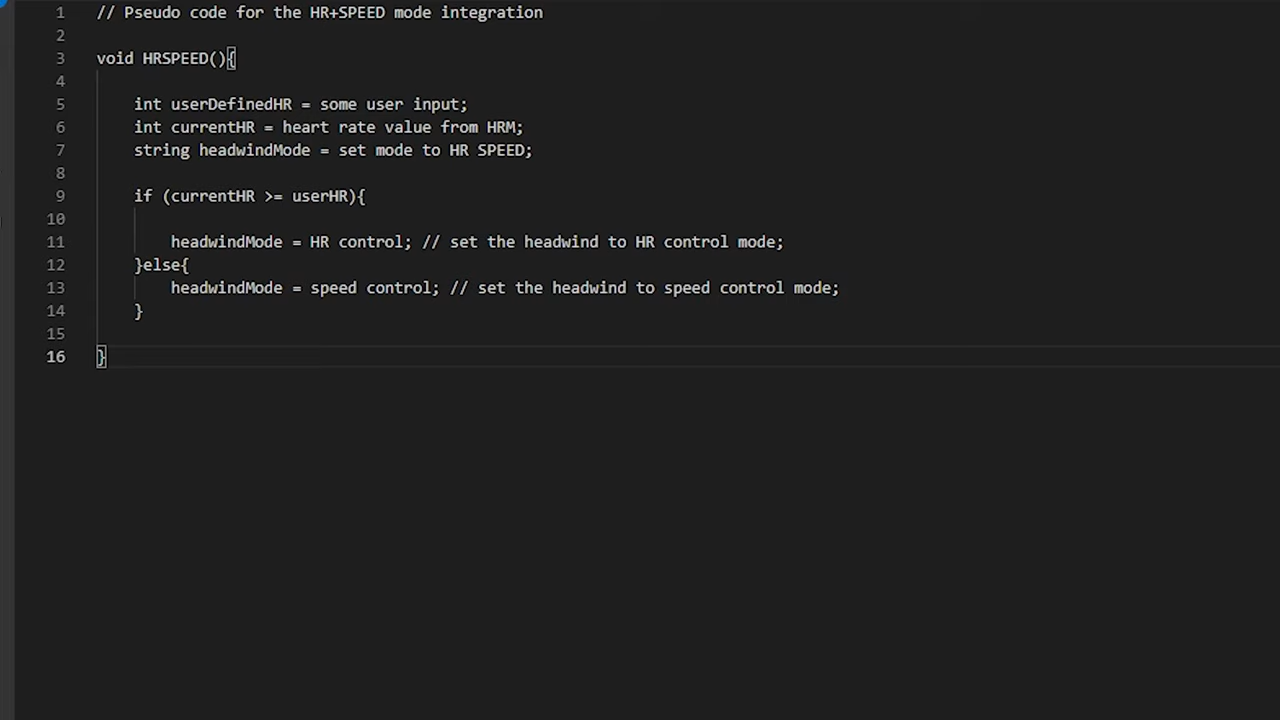 1 // Pseudo code for the HR+SPEED mode integration
2
3 void HRSPEED(){
4
5 int userDefinedHR = some user input;
6 int currentHR = heart rate value from HRM;
7 string headwindMode = set mode to HR SPEED;
8
9 if (currentHR >= userHR){
10
11 headwindMode = HR control; // set the headwind to HR control mode;
12 }else{
13 headwindMode = speed control; // set the headwind to speed control mode;
14 }
15
16 }